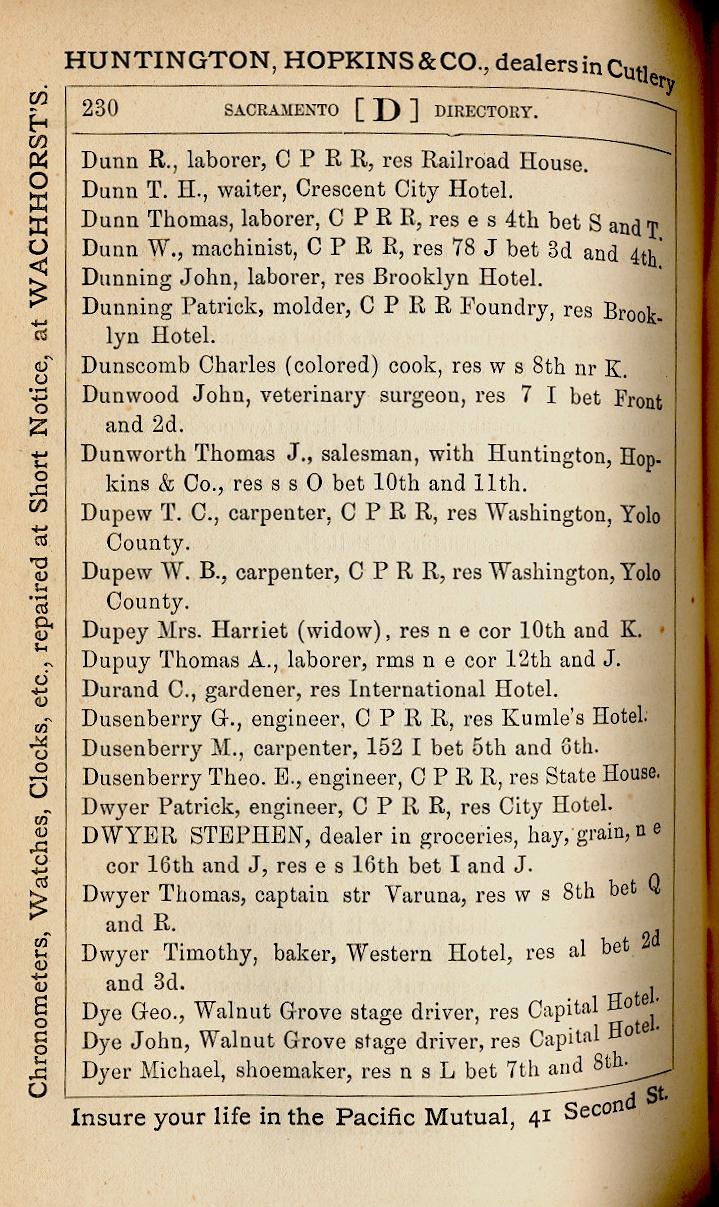 HUNTINGTON, HOPKINS & CO., dealers in Cutlery
230 SACRAMENTO [ D ] DIRECTORY.
Dunn R., laborer, C P R R, res Railroad House.
Dunn T. H., waiter, Crescent City Hotel.
Dunn Thomas, laborer, C P R R, res e s 4th bet S and T.
Dunn W., machinist, C P R R, res 78 J bet 3d and 4th.
Dunning John, laborer, res Brooklyn Hotel.
Dunning Patrick, molder, C P R R Foundry, res Brook-
lyn Hotel.
Dunscomb Charles (colored) cook, res w s 8th nr K.
Dunwood John, veterinary surgeon, res 7 I bet Front
and 2d.
Dunworth Thomas J., salesman, with Huntington, Hop-
kins & Co., res s s O bet 10th and 11th.
Dupew T. C., carpenter, C P R R, res Washington, Yolo
County.
Dupew W. B., carpenter, C P R R, res Washington, Yolo
County.
Dupey Mrs. Harriet (widow), res n e cor 10th and K.
Dupuy Thomas A., laborer, rms n e cor 12th and J.
Durand C., gardener, res International Hotel.
Dusenberry G., engineer, C P R R, res Kumle's Hotel.
Dusenberry M., carpenter, 152 I bet 5th and 6th.
Dusenberry Theo. E., engineer, C P R R, res State House.
Dwyer Patrick, engineer, C P R R, res City Hotel.
DWYER STEPHEN, dealer in groceries, hay, grain, n e
cor 16th and J, res e s 16th bet I and J.
Dwyer Thomas, captain str Varuna, res w s 8th bet Q
and R.
Dwyer Timothy, baker, Western Hotel, res al bet 2d
and 3d.
Dye Geo., Walnut Grove stage driver, res Capital Hotel.
Dye John, Walnut Grove stage driver, res Capital Hotel.
Dyer Michael, shoemaker, res n s L bet 7th and 8th.
Insure your life in the Pacific Mutual, 41 Second St.
Chronometers, Watches, Clocks, etc., repaired at Short Notice, at WACHHORST'S.